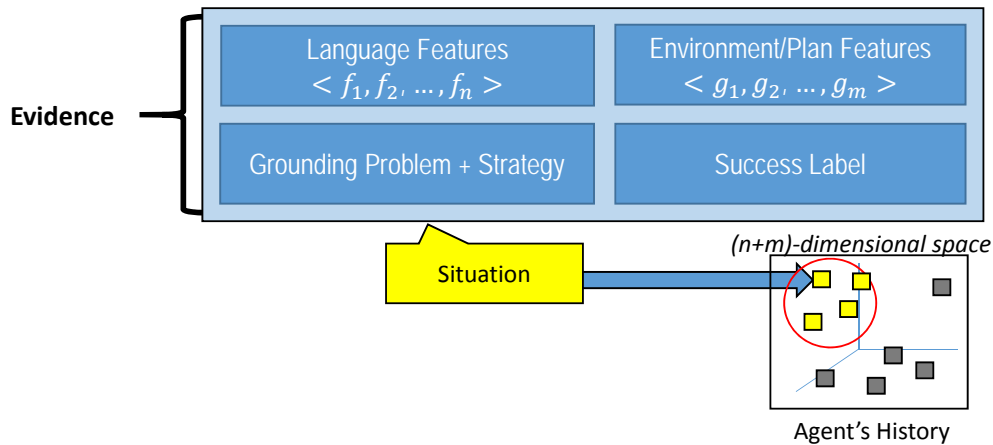 Language Features
< f₁, f₂, …, fₙ >
Environment/Plan Features
< g₁, g₂, …, gₘ >
Evidence
Grounding Problem + Strategy
Success Label
(n+m)-dimensional space
Situation
Agent's History